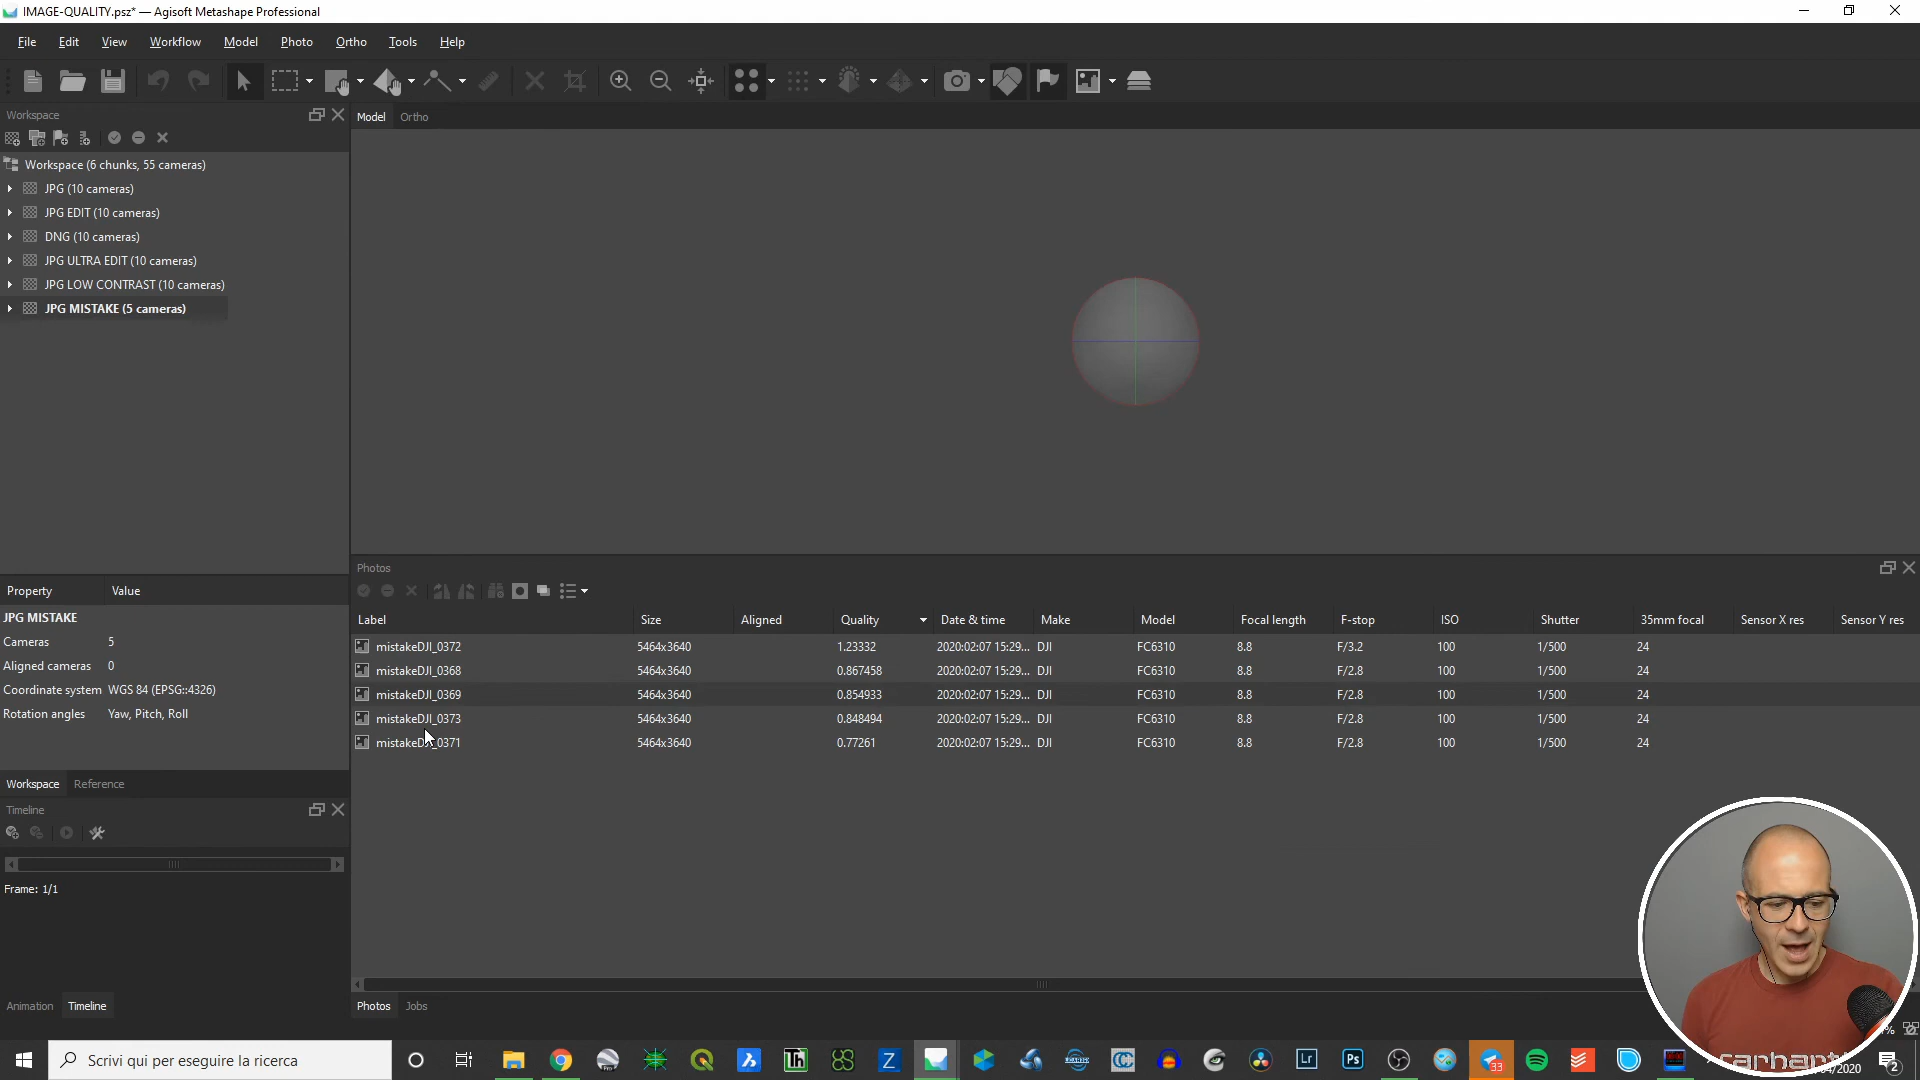 IMAGE-QUALITY.psz* — Agisoft Metashape Professional
File Edit View Workflow Model Photo Ortho Tools Help
Workspace
Model Ortho
Workspace (6 chunks, 55 cameras)
JPG (10 cameras)
JPG EDIT (10 cameras)
DNG (10 cameras)
JPG ULTRA EDIT (10 cameras)
JPG LOW CONTRAST (10 cameras)
JPG MISTAKE (5 cameras)
Property Value
JPG MISTAKE
Cameras 5
Aligned cameras 0
Coordinate system WGS 84 (EPSG::4326)
Rotation angles Yaw, Pitch, Roll
Workspace Reference
Timeline
Frame: 1/1
Animation Timeline
Photos
Label Size Aligned Quality Date & time Make Model Focal length F-stop ISO Shutter 35mm focal Sensor X res Sensor Y res
mistakeDJI_0372 5464x3640 1.23332 2020:02:07 15:29... DJI FC6310 8.8 F/3.2 100 1/500 24
mistakeDJI_0368 5464x3640 0.867458 2020:02:07 15:29... DJI FC6310 8.8 F/2.8 100 1/500 24
mistakeDJI_0369 5464x3640 0.854933 2020:02:07 15:29... DJI FC6310 8.8 F/2.8 100 1/500 24
mistakeDJI_0373 5464x3640 0.848494 2020:02:07 15:29... DJI FC6310 8.8 F/2.8 100 1/500 24
mistakeDJI_0371 5464x3640 0.77261 2020:02:07 15:29... DJI FC6310 8.8 F/2.8 100 1/500 24
Photos Jobs
Scrivi qui per eseguire la ricerca
Pro
Th
Z
CC
Lr
Ps
33
carhartt
2